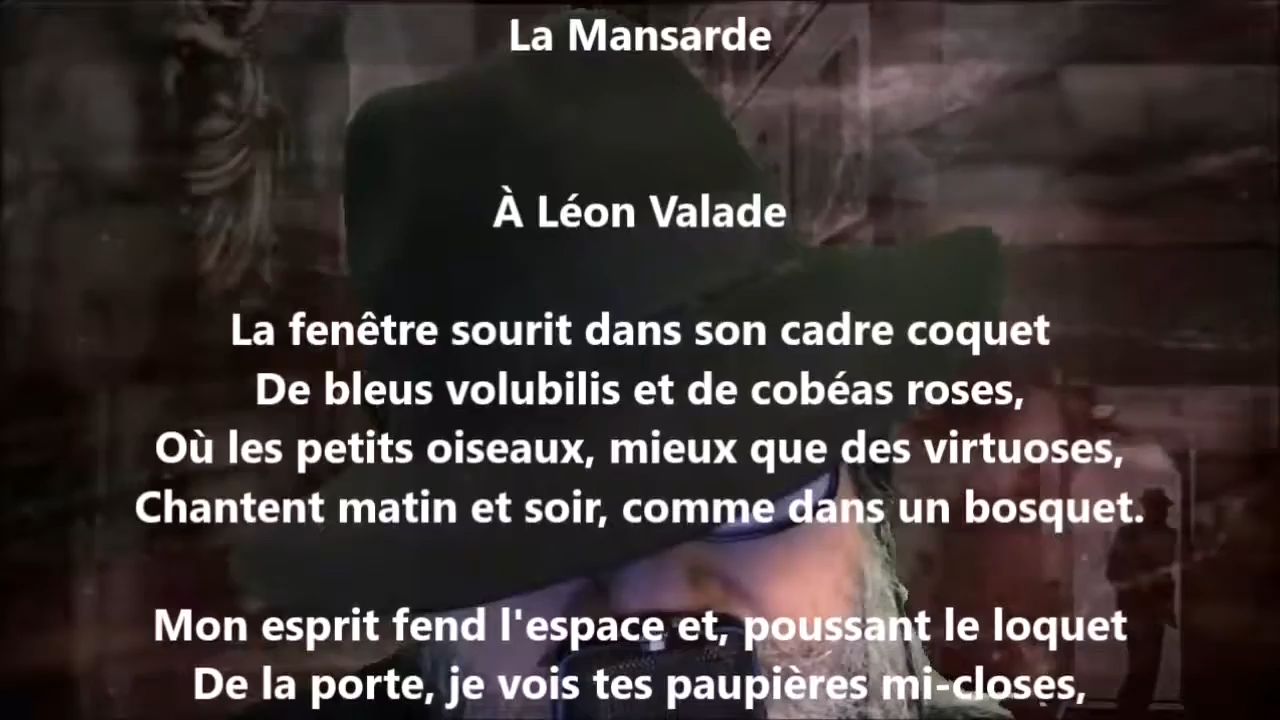 La Mansarde
À Léon Valade
La fenêtre sourit dans son cadre coquet
De bleus volubilis et de cobéas roses,
Où les petits oiseaux, mieux que des virtuoses,
Chantent matin et soir, comme dans un bosquet.
Mon esprit fend l'espace et, poussant le loquet
De la porte, je vois tes paupières mi-closes,